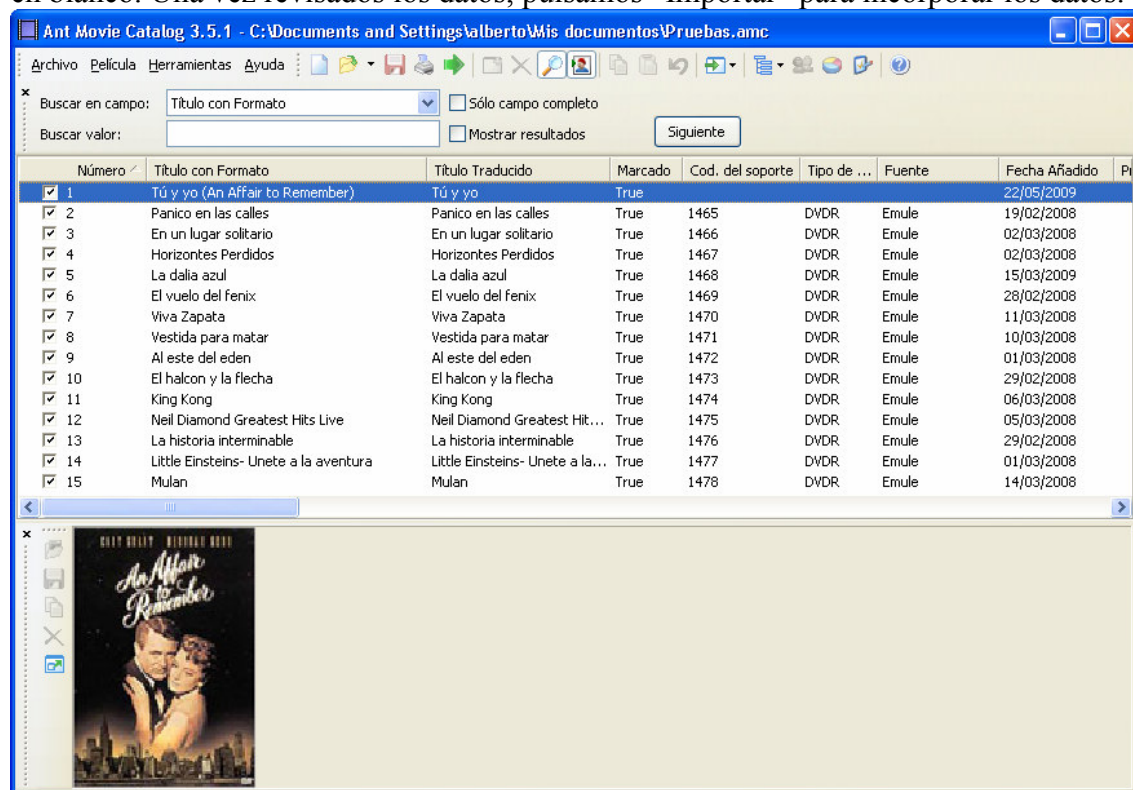 en blanco. Una vez revisados los datos, pulsamos "Importar" para incorporar los datos.
Ant Movie Catalog 3.5.1 - C:\Documents and Settings\alberto\Mis documentos\Pruebas.amc
Archivo Película Herramientas Ayuda
Buscar en campo: Título con Formato Sólo campo completo
Buscar valor: Mostrar resultados Siguiente
Número Título con Formato Título Traducido Marcado Cod. del soporte Tipo de ... Fuente Fecha Añadido
1 Tú y yo (An Affair to Remember) Tú y yo True 22/05/2009
2 Panico en las calles Panico en las calles True 1465 DVDR Emule 19/02/2008
3 En un lugar solitario En un lugar solitario True 1466 DVDR Emule 02/03/2008
4 Horizontes Perdidos Horizontes Perdidos True 1467 DVDR Emule 02/03/2008
5 La dalia azul La dalia azul True 1468 DVDR Emule 15/03/2009
6 El vuelo del fenix El vuelo del fenix True 1469 DVDR Emule 28/02/2008
7 Viva Zapata Viva Zapata True 1470 DVDR Emule 11/03/2008
8 Vestida para matar Vestida para matar True 1471 DVDR Emule 10/03/2008
9 Al este del eden Al este del eden True 1472 DVDR Emule 01/03/2008
10 El halcon y la flecha El halcon y la flecha True 1473 DVDR Emule 29/02/2008
11 King Kong King Kong True 1474 DVDR Emule 06/03/2008
12 Neil Diamond Greatest Hits Live Neil Diamond Greatest Hit... True 1475 DVDR Emule 05/03/2008
13 La historia interminable La historia interminable True 1476 DVDR Emule 29/02/2008
14 Little Einsteins- Unete a la aventura Little Einsteins- Unete a la... True 1477 DVDR Emule 01/03/2008
15 Mulan Mulan True 1478 DVDR Emule 14/03/2008
An Affair
to
Remember